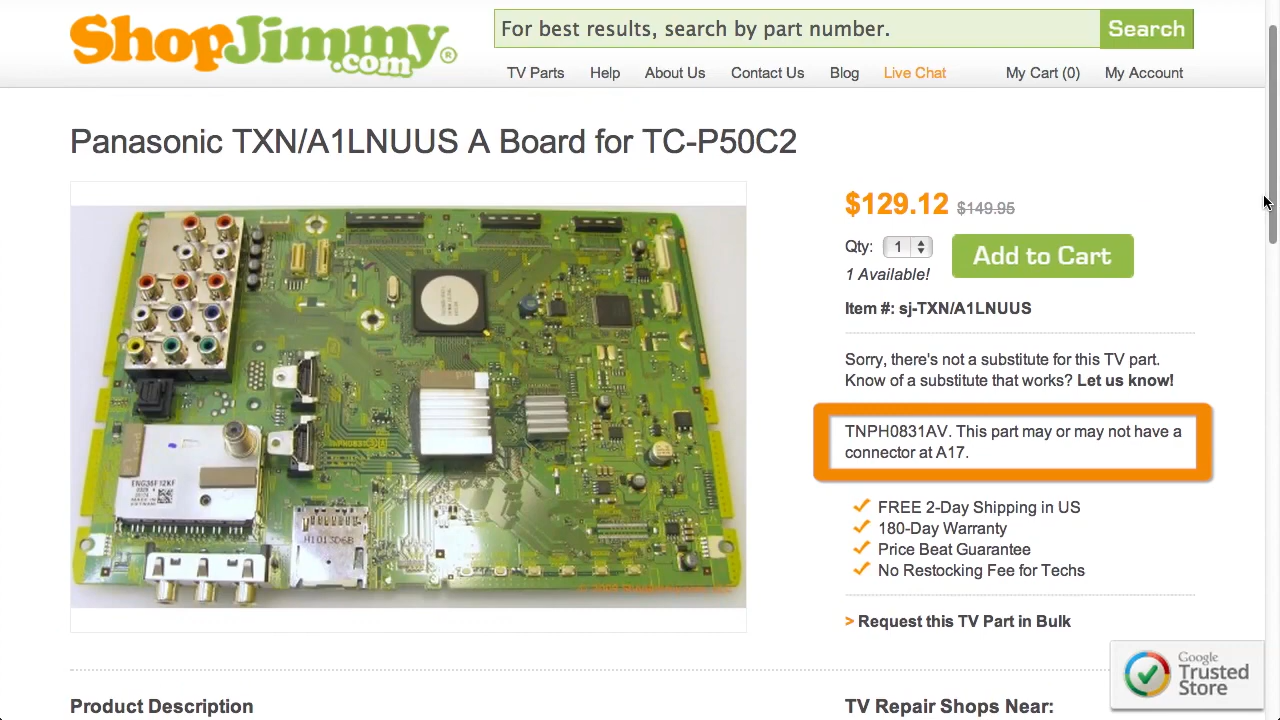 ShopJimmy.com®
For best results, search by part number.
Search
TV Parts Help About Us Contact Us Blog Live Chat My Cart (0) My Account
Panasonic TXN/A1LNUUS A Board for TC-P50C2
$129.12 $149.95
Qty: 1
Add to Cart
1 Available!
Item #: sj-TXN/A1LNUUS
Sorry, there's not a substitute for this TV part.
Know of a substitute that works? Let us know!
TNPH0831AV. This part may or may not have a
connector at A17.
FREE 2-Day Shipping in US
180-Day Warranty
Price Beat Guarantee
No Restocking Fee for Techs
> Request this TV Part in Bulk
ENG36F12KF
H1013D6B
Google
Trusted
Store
Product Description
TV Repair Shops Near: